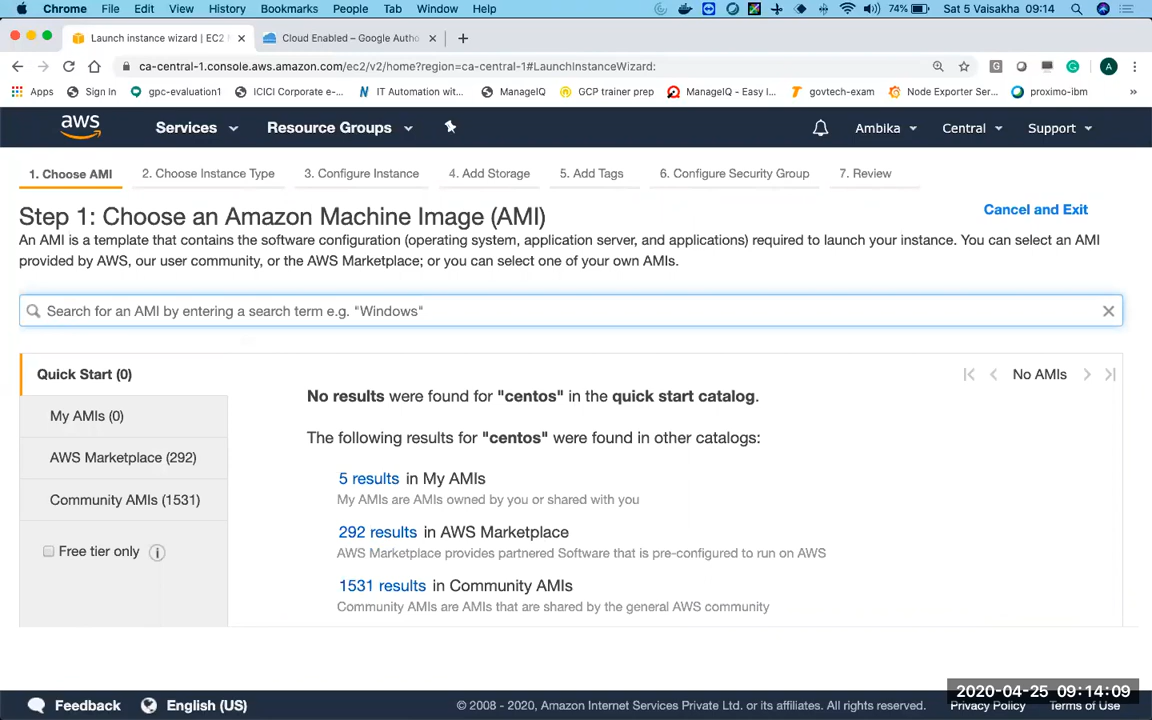 Chrome File Edit View History Bookmarks People Tab Window Help 74% Sat 5 Vaisakha 09:14
Launch instance wizard | EC2 Cloud Enabled – Google Autho
ca-central-1.console.aws.amazon.com/ec2/v2/home?region=ca-central-1#LaunchInstanceWizard: A
Apps Sign In gpc-evaluation1 ICICI Corporate e-... IT Automation wit... ManageIQ GCP trainer prep ManageIQ - Easy I... govtech-exam Node Exporter Ser... proximo-ibm »
aws Services Resource Groups Ambika Central Support
1. Choose AMI 2. Choose Instance Type 3. Configure Instance 4. Add Storage 5. Add Tags 6. Configure Security Group 7. Review
Step 1: Choose an Amazon Machine Image (AMI)
Cancel and Exit
An AMI is a template that contains the software configuration (operating system, application server, and applications) required to launch your instance. You can select an AMI
provided by AWS, our user community, or the AWS Marketplace; or you can select one of your own AMIs.
Search for an AMI by entering a search term e.g. "Windows"
Quick Start (0)
My AMIs (0)
AWS Marketplace (292)
Community AMIs (1531)
Free tier only i
No AMIs
No results were found for "centos" in the quick start catalog.
The following results for "centos" were found in other catalogs:
5 results in My AMIs
My AMIs are AMIs owned by you or shared with you
292 results in AWS Marketplace
AWS Marketplace provides partnered Software that is pre-configured to run on AWS
1531 results in Community AMIs
Community AMIs are AMIs that are shared by the general AWS community
2020-04-25 09:14:09
Feedback English (US) © 2008 - 2020, Amazon Internet Services Private Ltd. or its affiliates. All rights reserved. Privacy Policy Terms of Use